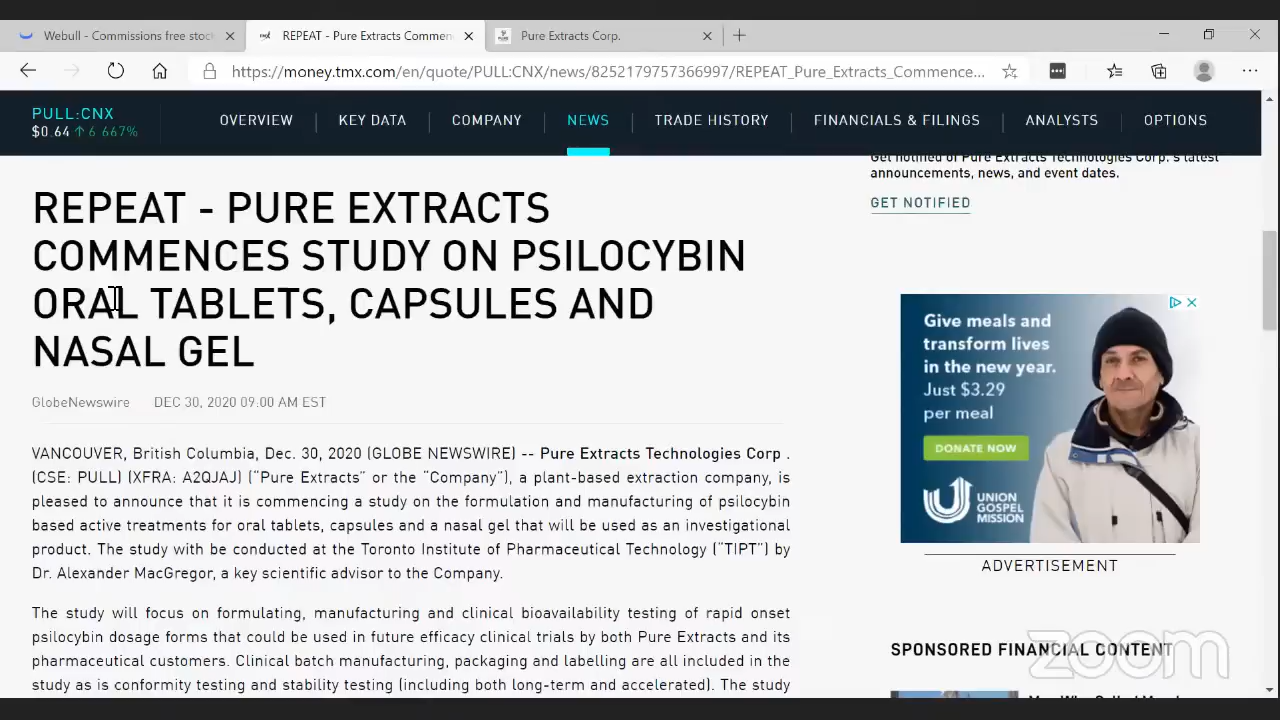 Webull - Commissions free stoc
REPEAT - Pure Extracts Commen
Pure Extracts Corp.
https://money.tmx.com/en/quote/PULL:CNX/news/8252179757366997/REPEAT_Pure_Extracts_Commence...
PULL:CNX
$0.64 ↑ 6.667%
OVERVIEW
KEY DATA
COMPANY
NEWS
TRADE HISTORY
FINANCIALS & FILINGS
ANALYSTS
OPTIONS
REPEAT - PURE EXTRACTS
COMMENCES STUDY ON PSILOCYBIN
ORAL TABLETS, CAPSULES AND
NASAL GEL
GlobeNewswire DEC 30, 2020 09:00 AM EST
VANCOUVER, British Columbia, Dec. 30, 2020 (GLOBE NEWSWIRE) -- Pure Extracts Technologies Corp .
(CSE: PULL) (XFRA: A2QJAJ) (“Pure Extracts” or the “Company”), a plant-based extraction company, is
pleased to announce that it is commencing a study on the formulation and manufacturing of psilocybin
based active treatments for oral tablets, capsules and a nasal gel that will be used as an investigational
product. The study with be conducted at the Toronto Institute of Pharmaceutical Technology (“TIPT”) by
Dr. Alexander MacGregor, a key scientific advisor to the Company.
The study will focus on formulating, manufacturing and clinical bioavailability testing of rapid onset
psilocybin dosage forms that could be used in future efficacy clinical trials by both Pure Extracts and its
pharmaceutical customers. Clinical batch manufacturing, packaging and labelling are all included in the
study as is conformity testing and stability testing (including both long-term and accelerated). The study
Get notified of Pure Extracts Technologies Corp.'s latest
announcements, news, and event dates.
GET NOTIFIED
Give meals and
transform lives
in the new year.
Just $3.29
per meal
DONATE NOW
UNION
GOSPEL
MISSION
ADVERTISEMENT
SPONSORED FINANCIAL CONTENT
zoom